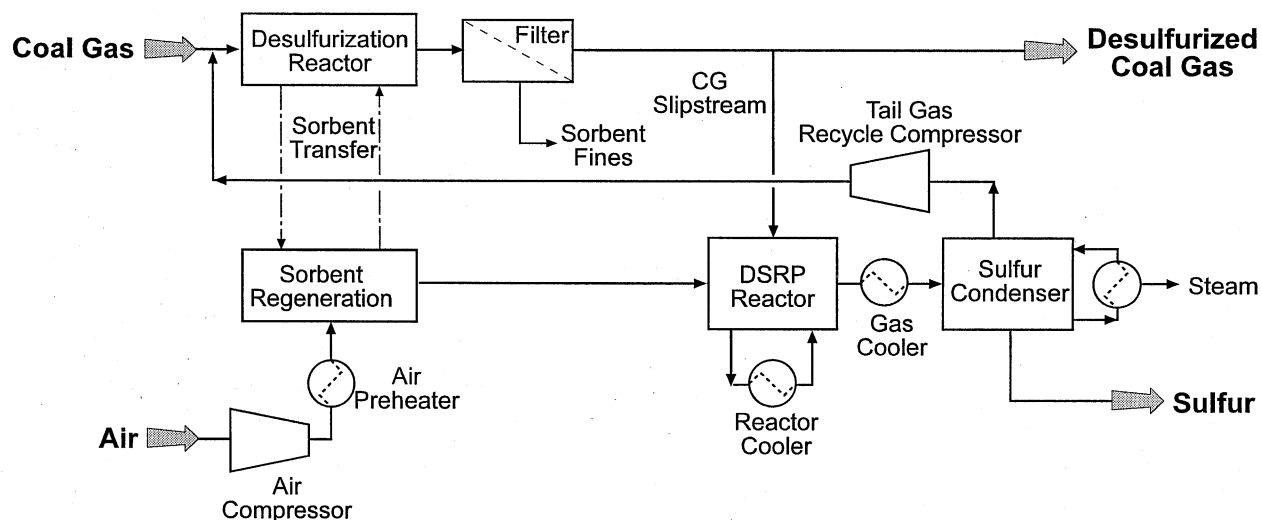 Coal Gas
Desulfurization
Reactor
Filter
Desulfurized
Coal Gas
CG
Slipstream
Sorbent
Transfer
Sorbent
Fines
Tail Gas
Recycle Compressor
Sorbent
Regeneration
DSRP
Reactor
Sulfur
Condenser
Steam
Gas
Cooler
Air
Preheater
Reactor
Cooler
Sulfur
Air
Air
Compressor